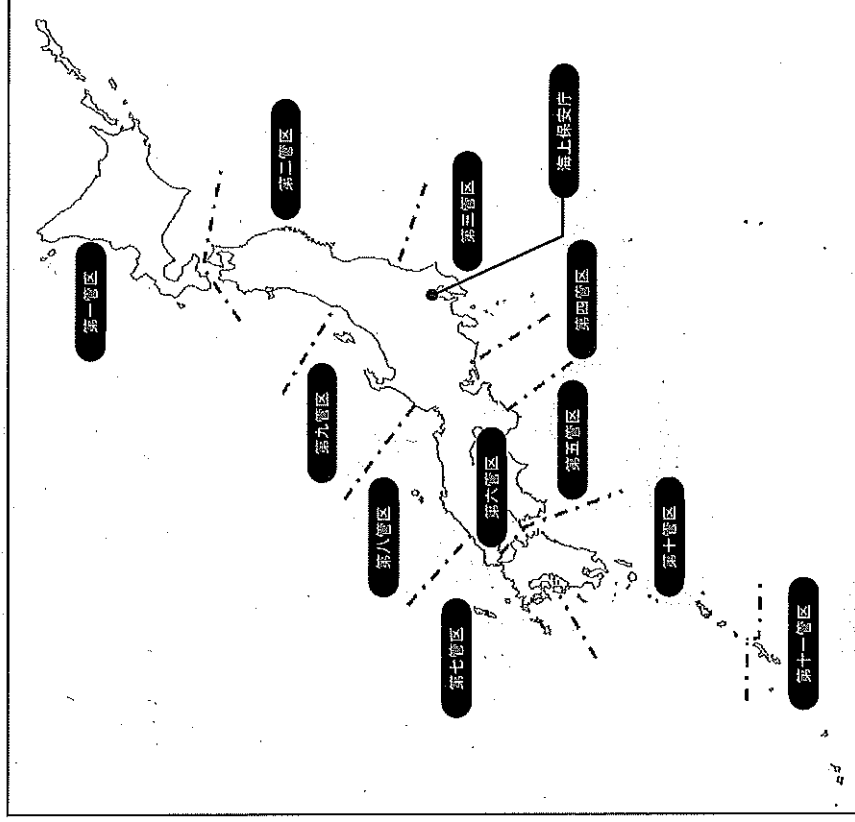 第一管区
第二管区
第三管区
海上保安庁
第四管区
第五管区
第六管区
第七管区
第八管区
第九管区
第十管区
第十一管区